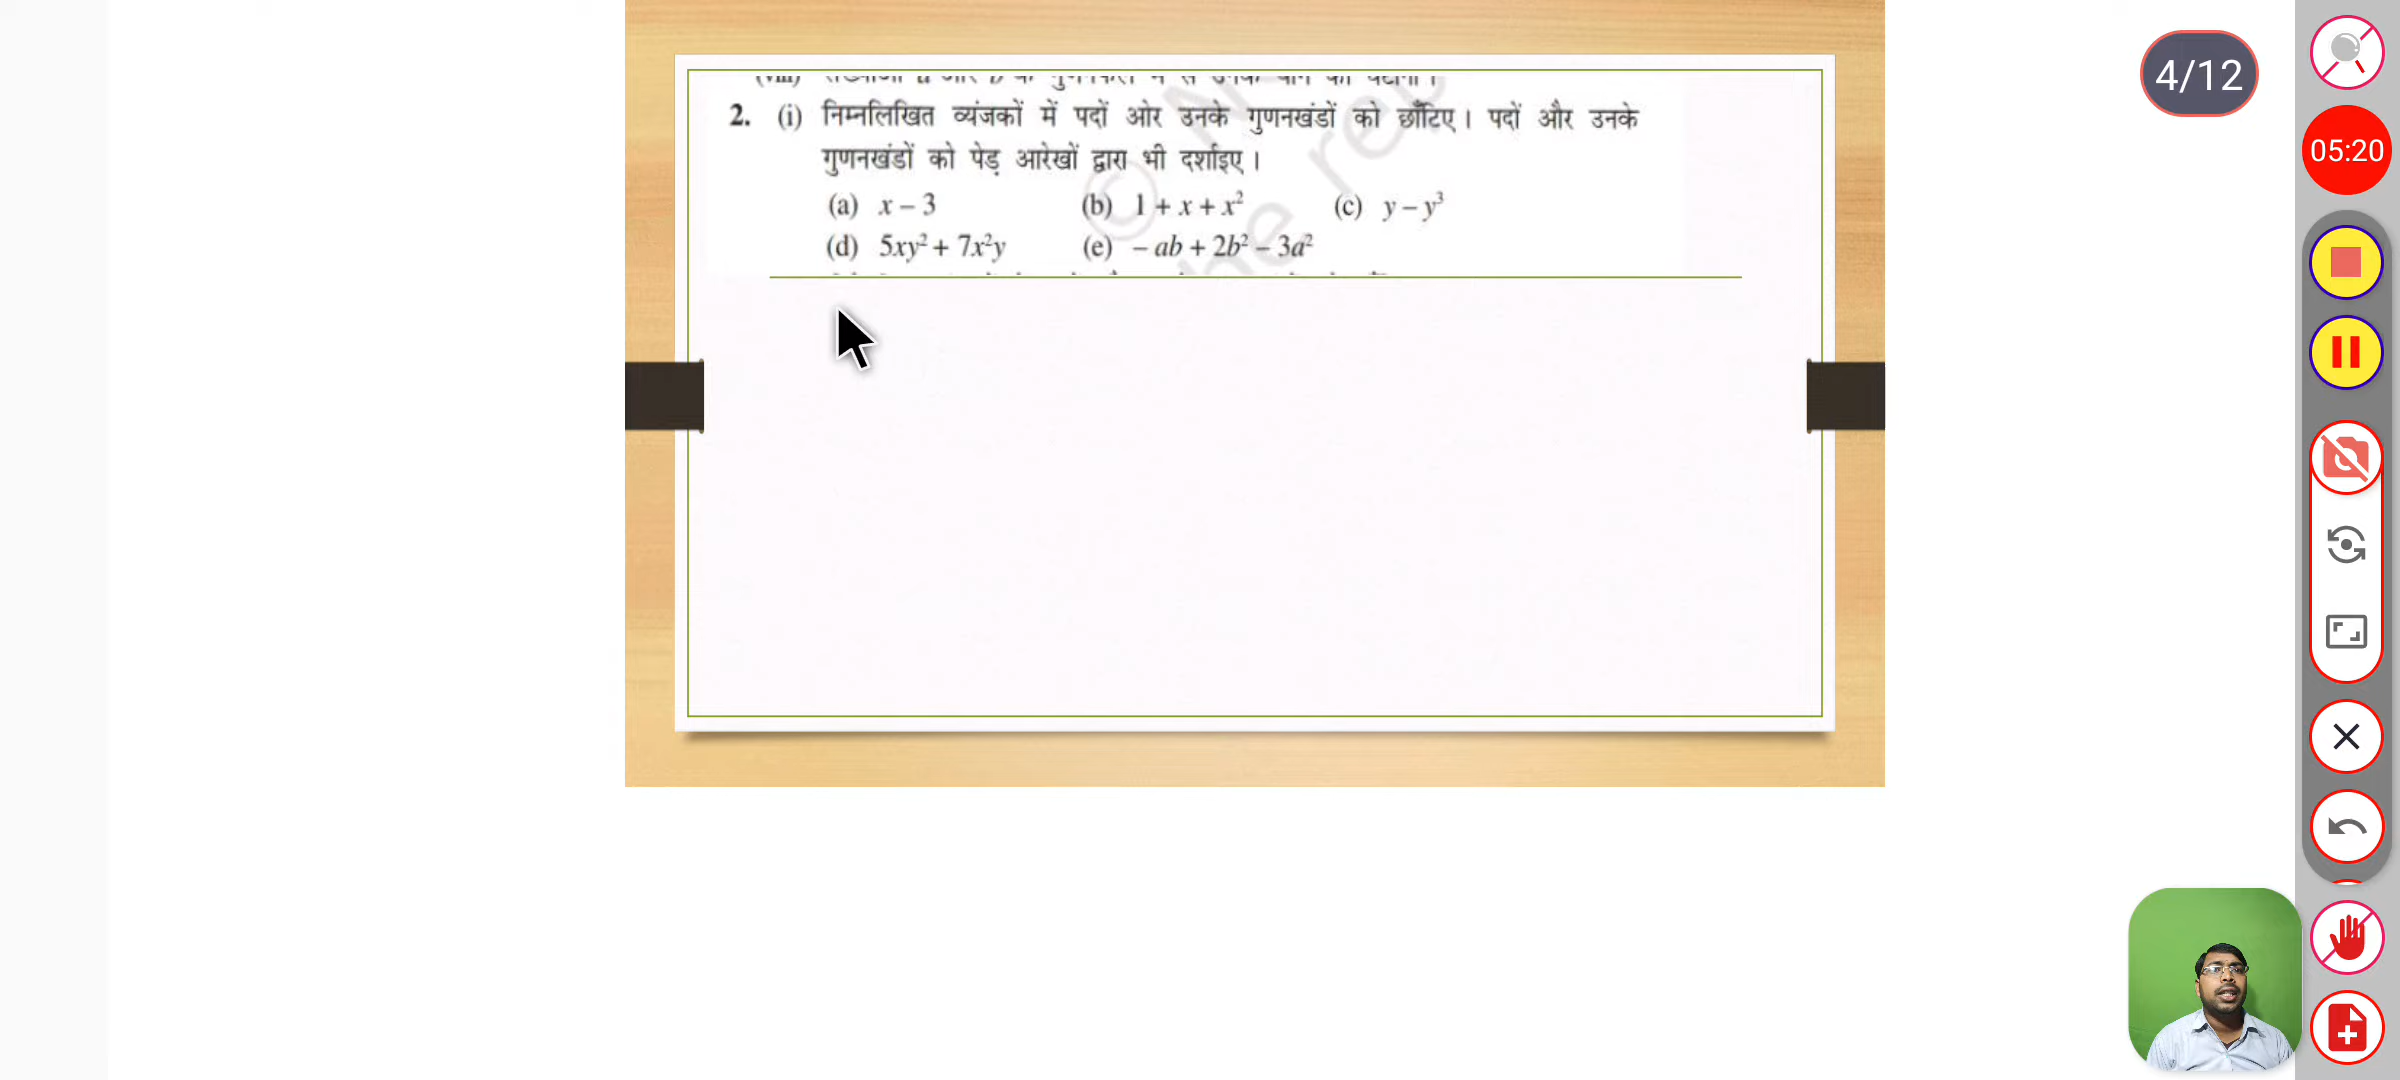 4/12
05:20
2. (i) निम्नलिखित व्यंजकों में पदों ओर उनके गुणनखंडों को छाँटिए। पदों और उनके
गुणनखंडों को पेड़ आरेखों द्वारा भी दर्शाइए।
(a) x – 3 (b) 1 + x + x² (c) y – y³
(d) 5xy² + 7x²y (e) – ab + 2b² – 3a²